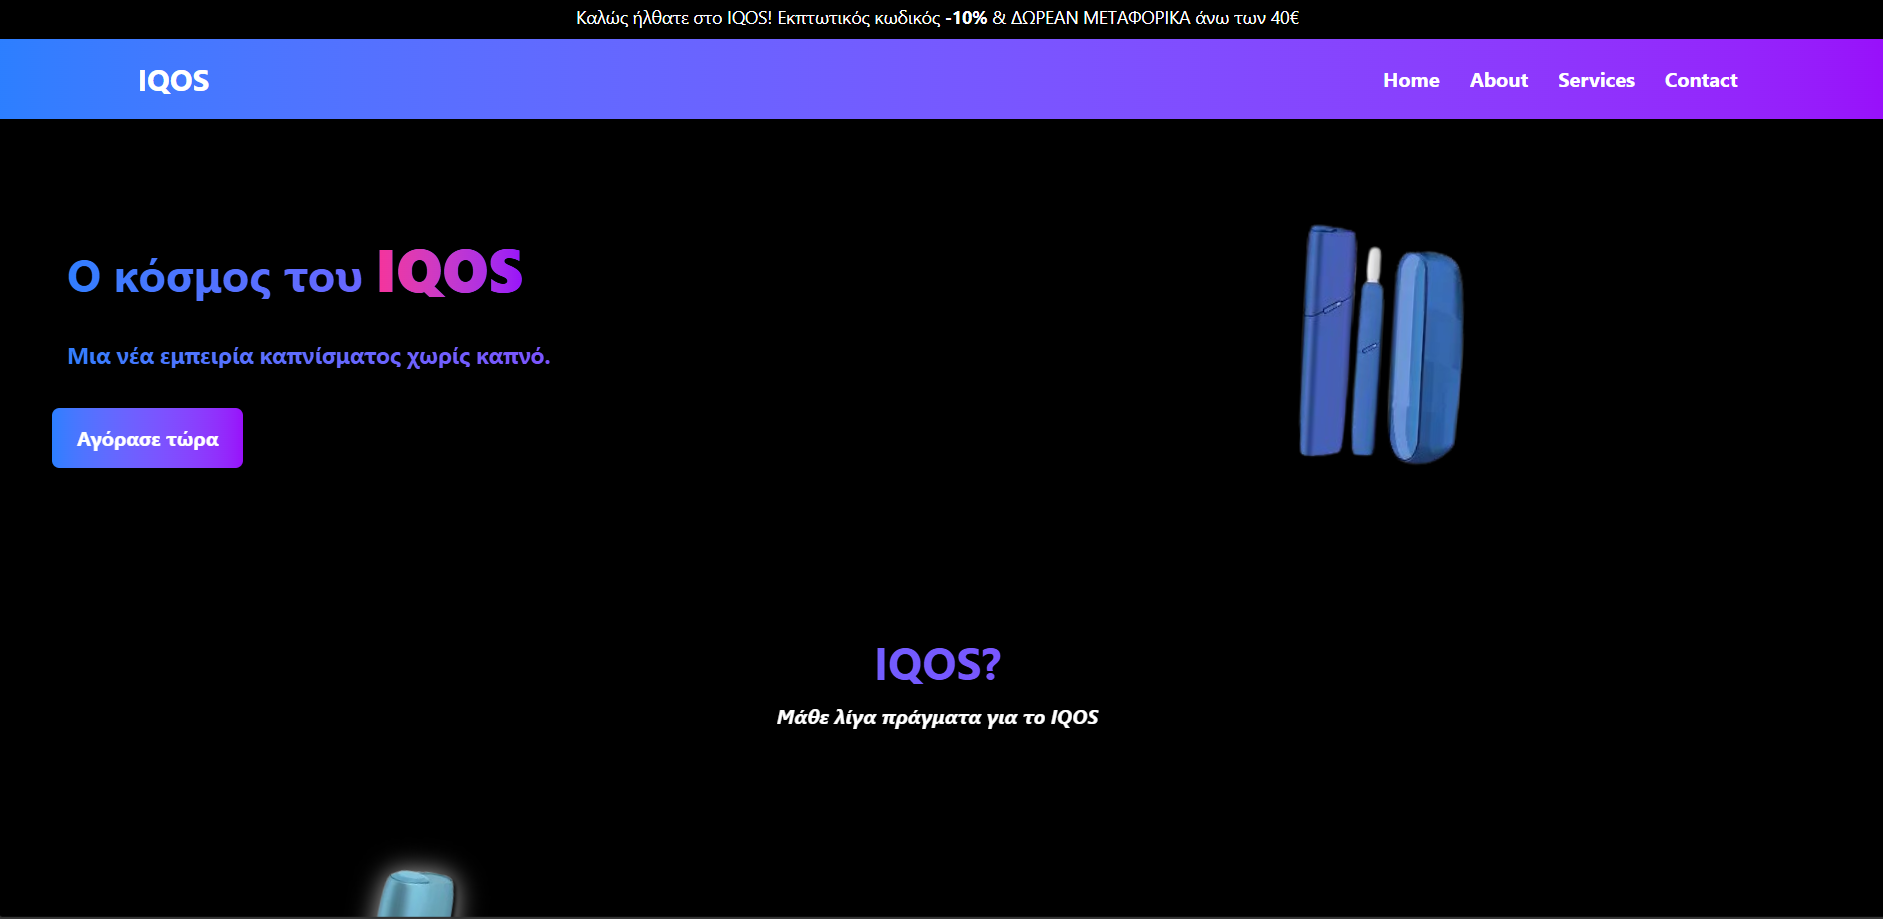 Καλώς ήλθατε στο IQOS! Εκπτωτικός κωδικός -10% & ΔΩΡΕΑΝ ΜΕΤΑΦΟΡΙΚΑ άνω των 40€
IQOS
Home About Services Contact
Ο κόσμος του IQOS
Μια νέα εμπειρία καπνίσματος χωρίς καπνό.
Αγόρασε τώρα
IQOS?
Μάθε λίγα πράγματα για το IQOS